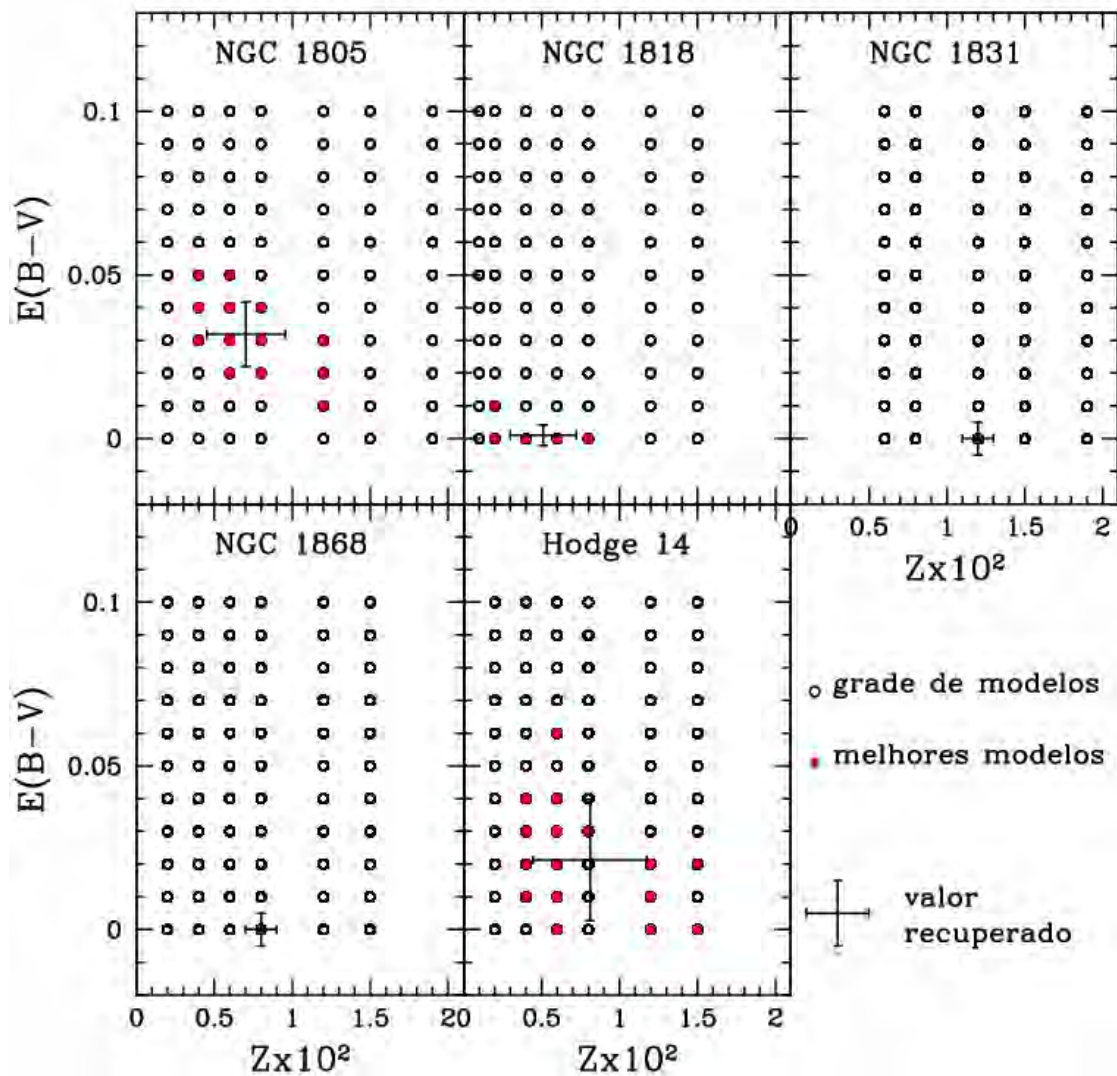 NGC 1805 NGC 1818 NGC 1831
0.1
0.05
0
E(B−V)
NGC 1868 Hodge 14
0 0.5 1 1.5 2
Zx10²
0.1
0.05
0
E(B−V)
grade de modelos
melhores modelos
valor
recuperado
0 0.5 1 1.5 20 0.5 1 1.5 2
Zx10² Zx10²